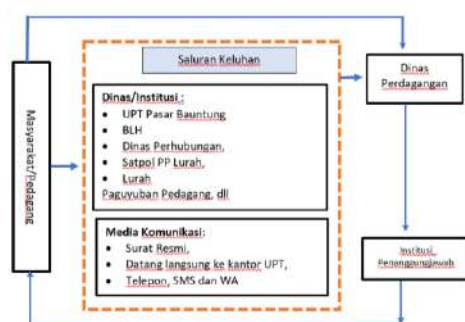 Saluran Keluhan
Masyarakat/Pedagang
Dinas/Institusi :
• UPT Pasar Bauntung
• BLH
• Dinas Perhubungan,
• Satpol PP Lurah,
• Lurah
Paguyuban Pedagang, dll
Media Komunikasi:
• Surat Resmi,
• Datang langsung ke kantor UPT,
• Telepon, SMS dan WA
Dinas
Perdagangan
Institusi
Penanggungjawab